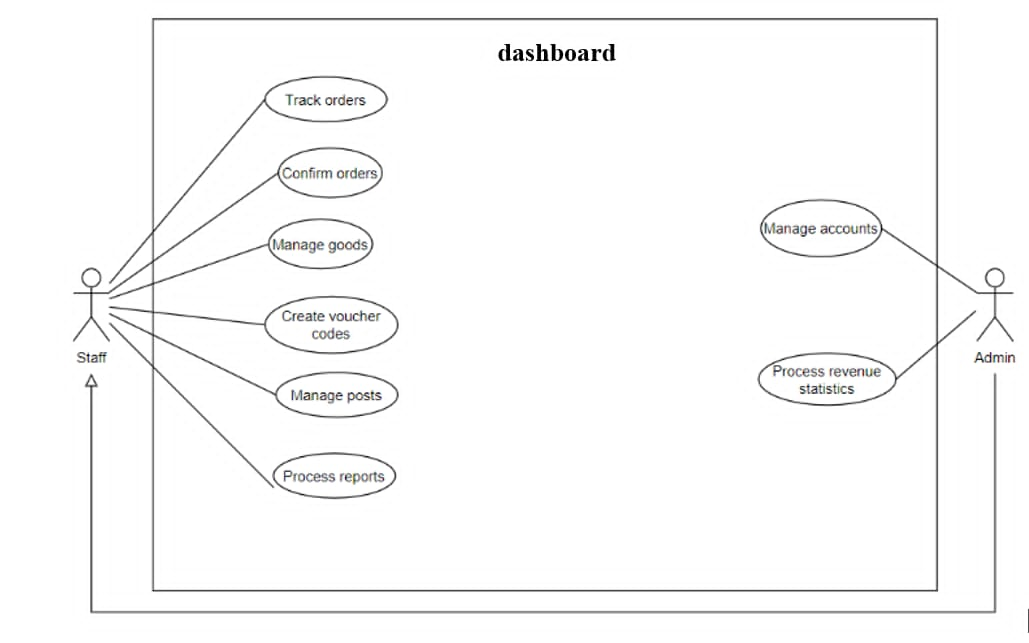 dashboard
Track orders
Confirm orders
Manage goods
Create voucher
codes
Manage posts
Process reports
Staff
Manage accounts
Process revenue
statistics
Admin